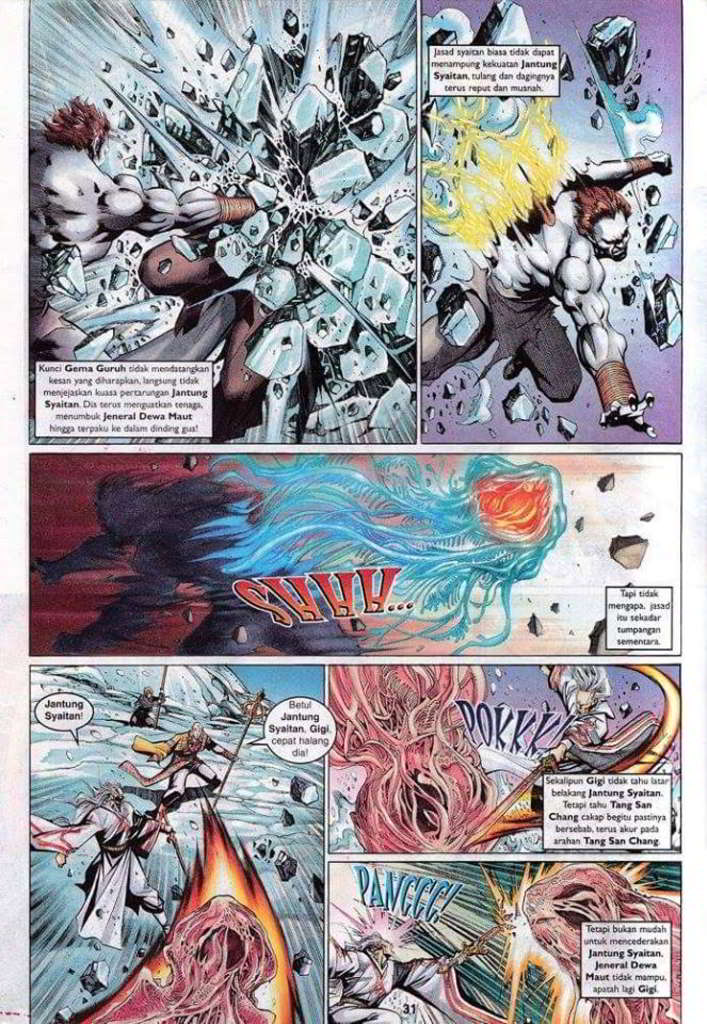 Kunci Gema Guruh tidak mendatangkan
kesan yang diharapkan, langsung tidak
menjejaskan kuasa pertarungan Jantung
Syaitan. Dia terus menguatkan tenaga,
menumbuk Jeneral Dewa Maut
hingga terpaku ke dalam dinding gua!
Jasad syaitan biasa tidak dapat
menampung kekuatan Jantung
Syaitan, tulang dan dagingnya
terus reput dan musnah.
SHHH...
Tapi tidak
mengapa, jasad
itu sekadar
tumpangan
sementara.
Jantung
Syaitan!
Betul
Jantung
Syaitan, Gigi,
cepat halang
dia!
POKKK!
Sekalipun Gigi tidak tahu latar
belakang Jantung Syaitan.
Tetapi tahu Tang San
Chang cakap begitu pastinya
bersebab, terus akur pada
arahan Tang San Chang.
PANGGG!
Tetapi bukan mudah
untuk mencederakan
Jantung Syaitan,
Jeneral Dewa
Maut tidak mampu,
apatah lagi Gigi.
31